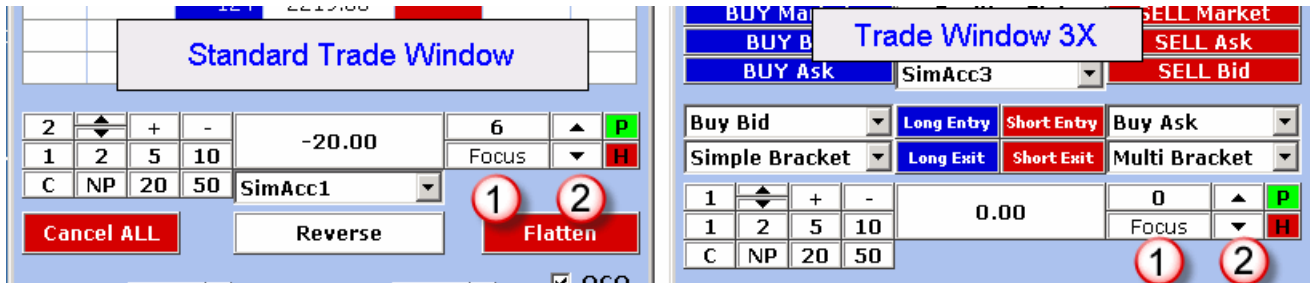 2219.00
Standard Trade Window
2 + - -20.00 6 P
1 2 5 10 Focus H
C NP 20 50 SimAcc1
1 2
Cancel ALL Reverse Flatten
BUY SELL Market
Trade Window 3X
BUY SELL Ask
BUY Ask SimAcc3 SELL Bid
Buy Bid Long Entry Short Entry Buy Ask
Simple Bracket Long Exit Short Exit Multi Bracket
1 + - 0.00 0 P
1 2 5 10 Focus H
C NP 20 50
1 2